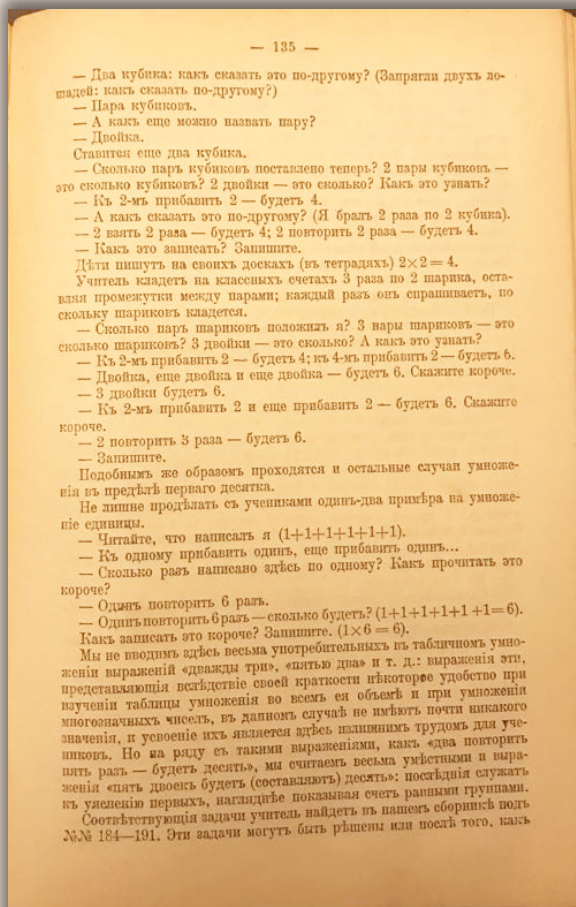 — 135 —
— Два кубика: какъ сказать это по-другому? (Запрягли двухъ ло-
шадей: какъ сказать по-другому?)
— Пара кубиковъ.
— А какъ еще можно назвать пару?
— Двойка.
Ставится еще два кубика.
— Сколько паръ кубиковъ поставлено теперь? 2 пары кубиковъ —
это сколько кубиковъ? 2 двойки — это сколько? Какъ это узнать?
— Къ 2-мъ прибавить 2 — будетъ 4.
— А какъ сказать это по-другому? (Я бралъ 2 раза по 2 кубика).
— 2 взять 2 раза — будетъ 4; 2 повторить 2 раза — будетъ 4.
— Какъ это записать? Запишите.
Дѣти пишутъ на своихъ доскахъ (въ тетрадяхъ) 2×2 = 4.
Учитель кладетъ на классныхъ счетахъ 3 раза по 2 шарика, оста-
вляя промежутки между парами; каждый разъ онъ спрашиваетъ, по
скольку шариковъ кладется.
— Сколько паръ шариковъ положилъ я? 3 пары шариковъ — это
сколько шариковъ? 3 двойки — это сколько? А какъ это узнать?
— Къ 2-мъ прибавить 2 — будетъ 4; къ 4-мъ прибавить 2 — будетъ 6.
— Двойка, еще двойка и еще двойка — будетъ 6. Скажите короче.
— 3 двойки будетъ 6.
— Къ 2-мъ прибавить 2 и еще прибавить 2 — будетъ 6. Скажите
короче.
— 2 повторить 3 раза — будетъ 6.
— Запишите.
Подобнымъ же образомъ проходятся и остальные случаи умноже-
нія въ предѣлѣ перваго десятка.
Не лишне продѣлать съ учениками одинъ-два примѣра на умноже-
ніе единицы.
— Читайте, что написалъ я (1+1+1+1+1+1).
— Къ одному прибавить одинъ, еще прибавить одинъ...
— Сколько разъ написано здѣсь по одному? Какъ прочитать это
короче?
— Одинъ повторить 6 разъ.
— Одинъ повторить 6 разъ — сколько будетъ? (1+1+1+1+1 +1= 6).
Какъ записать это короче? Запишите. (1×6 = 6).
Мы не вводимъ здѣсь весьма употребительныхъ въ табличномъ умно-
женіи выраженій «дважды три», «пятью два» и т. д.: выраженія эти,
представляющія вслѣдствіе своей краткости нѣкоторое удобство при
изученіи таблицы умноженія во всемъ ея объемѣ и при умноженіи
многозначныхъ чиселъ, въ данномъ случаѣ не имѣютъ почти никакого
значенія, и усвоеніе ихъ является здѣсь излишнимъ трудомъ для уче-
никовъ. Но на ряду съ такими выраженіями, какъ «два повторить
пять разъ — будетъ десять», мы считаемъ весьма умѣстными и выра-
женія «пять двоекъ будетъ (составляютъ) десять»: послѣднія служатъ
къ уясненію первыхъ, нагляднѣе показывая счетъ равными группами.
Соотвѣтствующія задачи учитель найдетъ въ нашемъ сборникѣ подъ
№№ 184—191. Эти задачи могутъ быть рѣшены или послѣ того, какъ